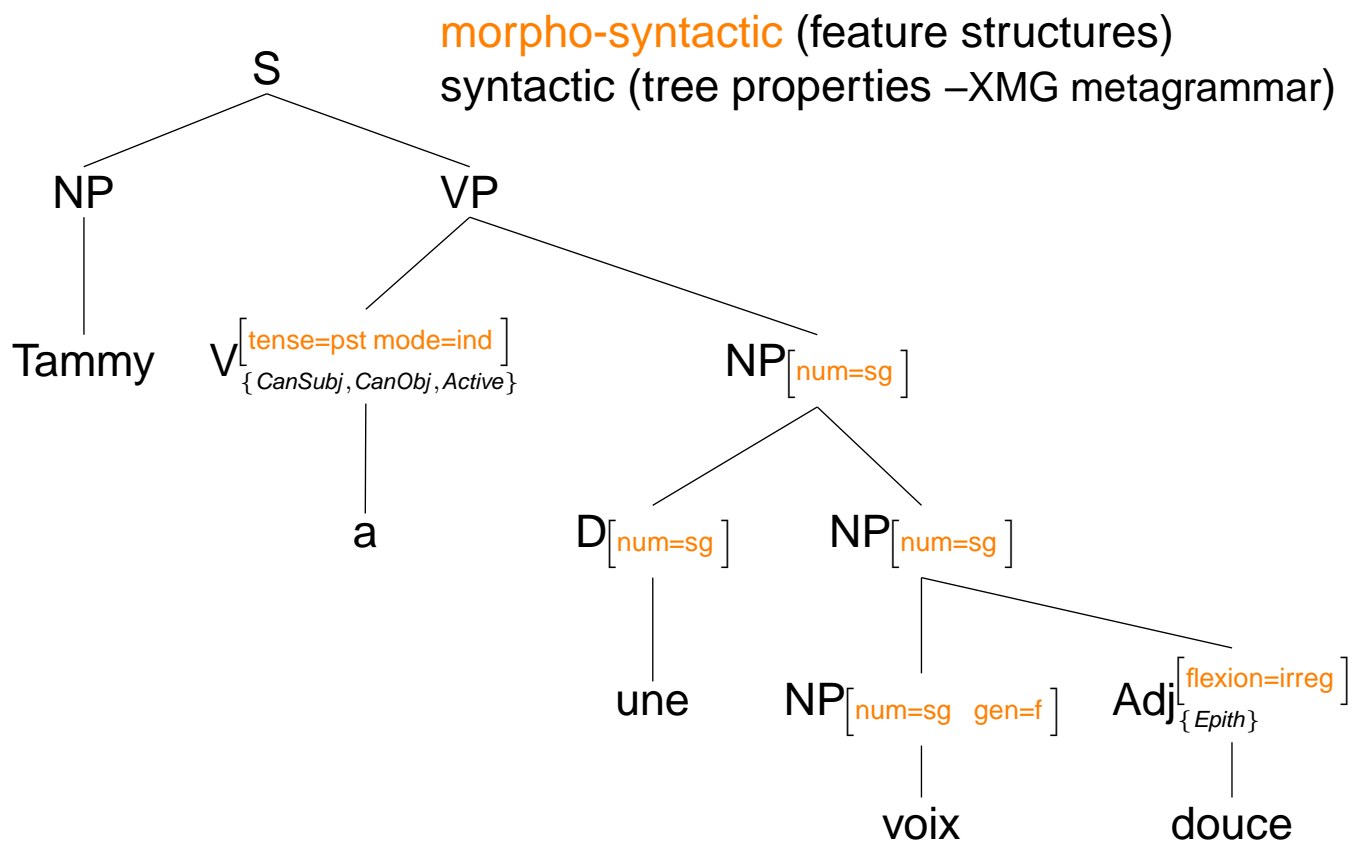 morpho-syntactic (feature structures)
syntactic (tree properties –XMG metagrammar)
S
NP VP
Tammy V[tense=pst mode=ind] NP[num=sg]
{CanSubj,CanObj,Active}
a D[num=sg] NP[num=sg]
une NP[num=sg gen=f] Adj[flexion=irreg]
{Epith}
voix douce